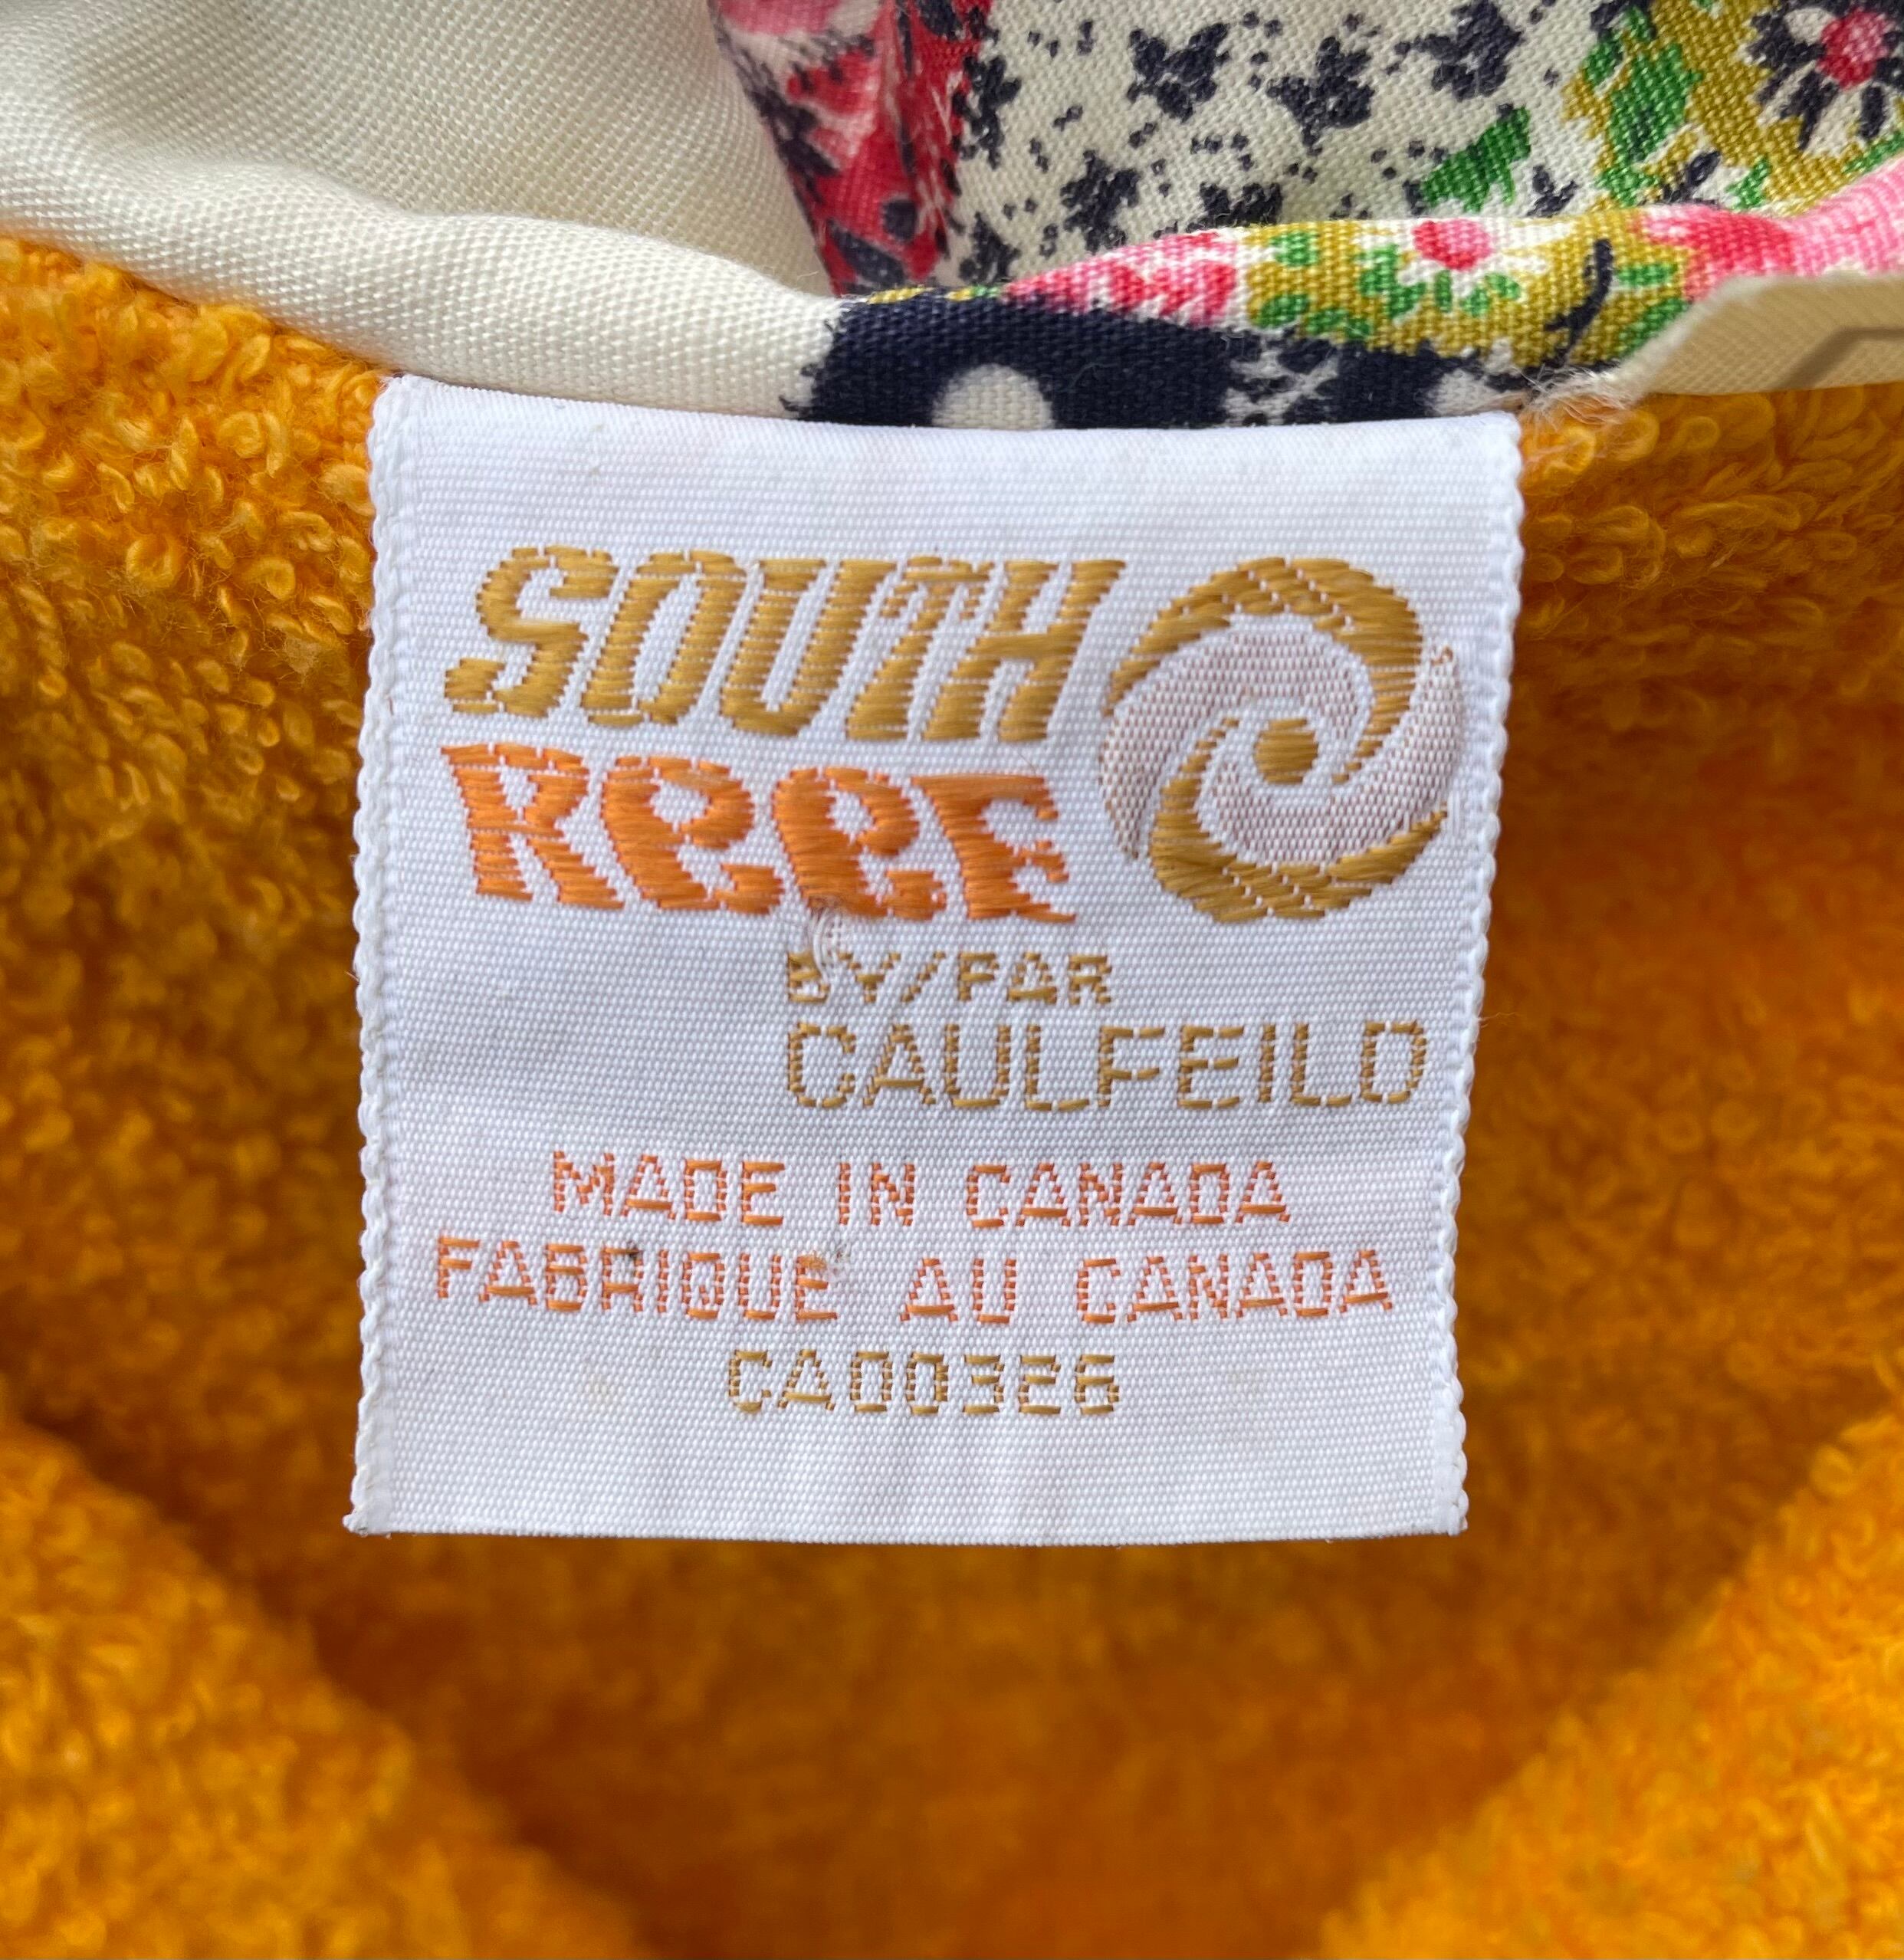 SOUTH
REEF
BY/PAR
CAULFEILD
MADE IN CANADA
FABRIQUE AU CANADA
CA00326